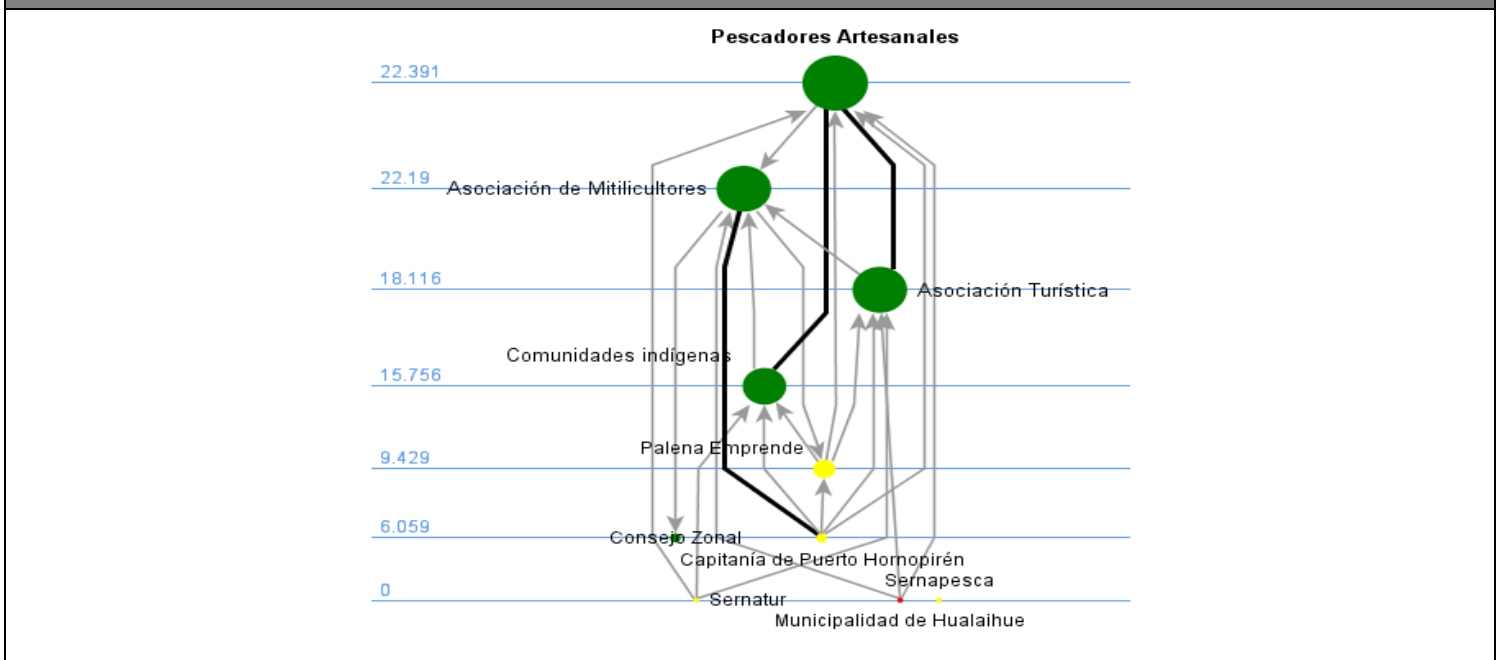 Pescadores Artesanales
22.391
22.19
Asociación de Mitilicultores
18.116
Asociación Turística
Comunidades indígenas
15.756
Palena Emprende
9.429
6.059
Consejo Zonal
Capitanía de Puerto Hornopirén
Sernapesca
0
Sernatur
Municipalidad de Hualaihue